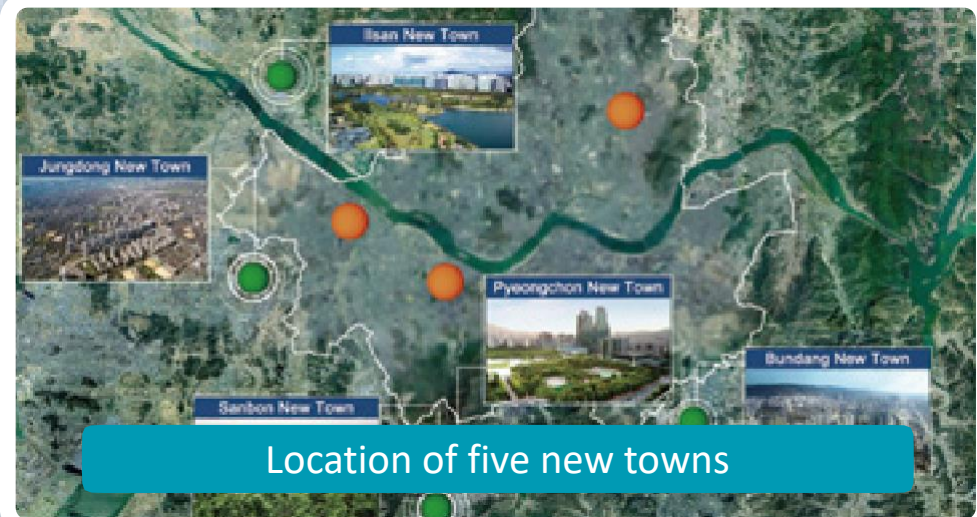 Ilsan New Town
Jungdong New Town
Pyeongchon New Town
Bundang New Town
Sanbon New Town
Location of five new towns